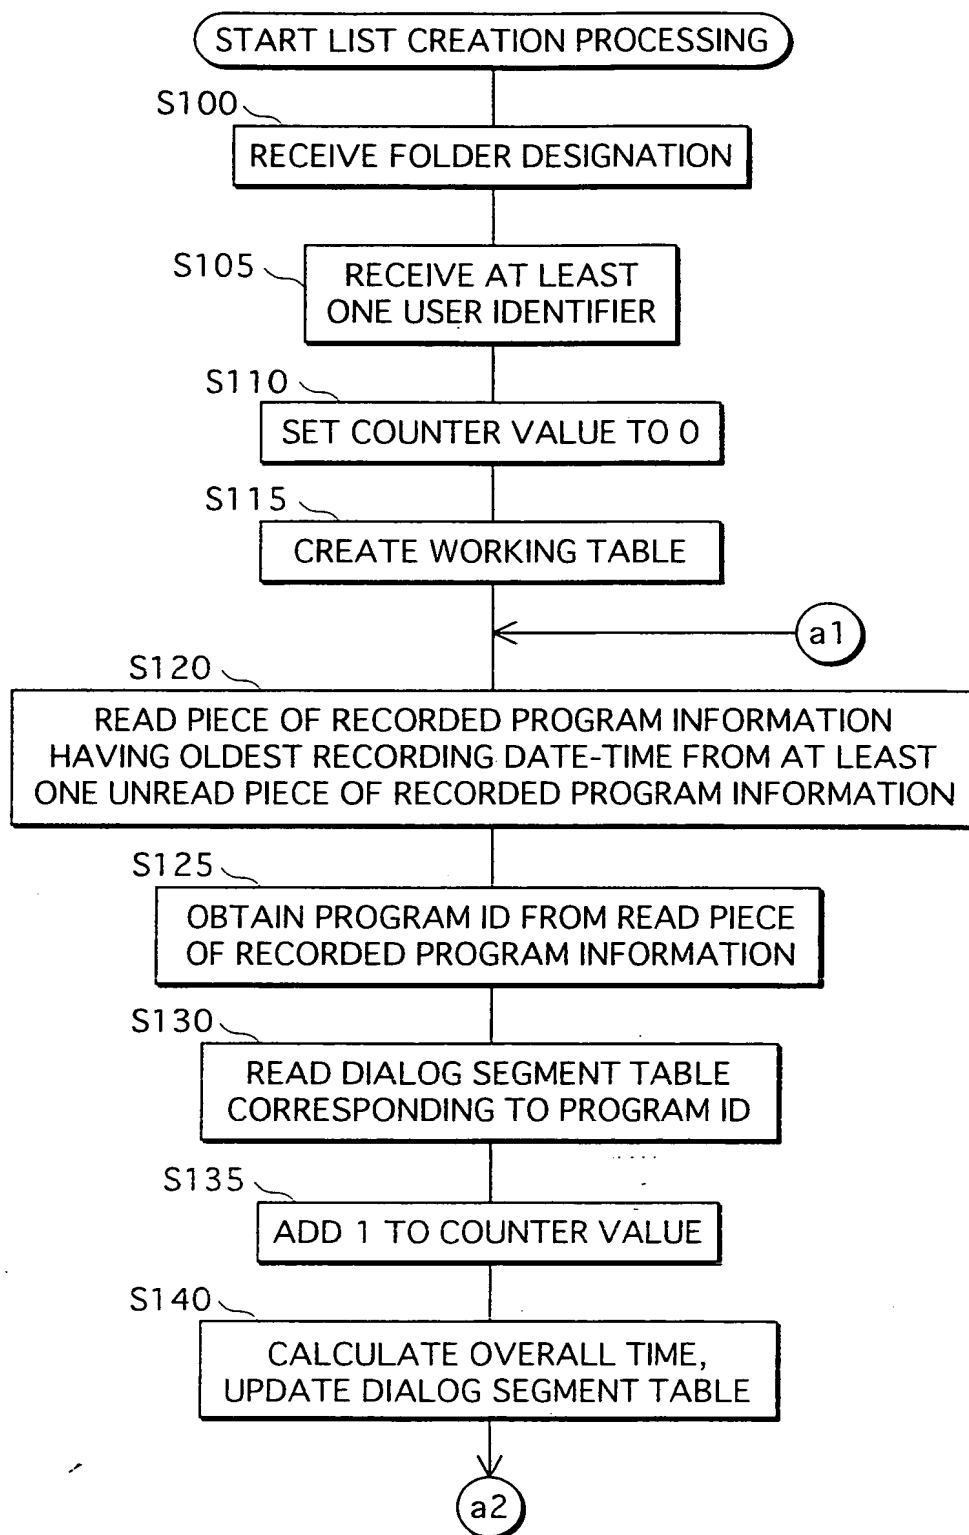 START LIST CREATION PROCESSING
S100
RECEIVE FOLDER DESIGNATION
S105
RECEIVE AT LEAST
ONE USER IDENTIFIER
S110
SET COUNTER VALUE TO 0
S115
CREATE WORKING TABLE
a1
S120
READ PIECE OF RECORDED PROGRAM INFORMATION
HAVING OLDEST RECORDING DATE-TIME FROM AT LEAST
ONE UNREAD PIECE OF RECORDED PROGRAM INFORMATION
S125
OBTAIN PROGRAM ID FROM READ PIECE
OF RECORDED PROGRAM INFORMATION
S130
READ DIALOG SEGMENT TABLE
CORRESPONDING TO PROGRAM ID
S135
ADD 1 TO COUNTER VALUE
S140
CALCULATE OVERALL TIME,
UPDATE DIALOG SEGMENT TABLE
a2